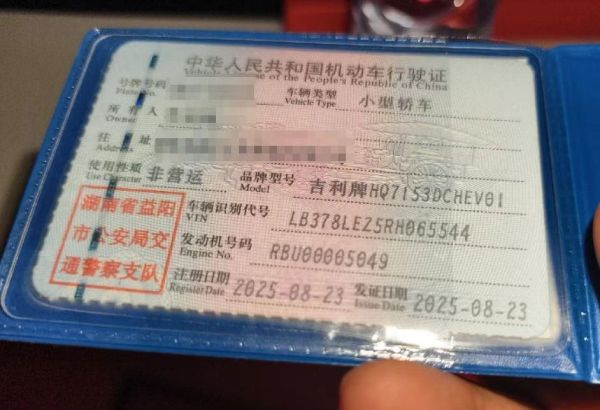 中华人民共和国机动车行驶证
Vehicle License of the People's Republic of China
号牌号码 Plate No. 车辆类型 Vehicle Type 小型轿车
所有人 Owner
住址 Address
使用性质 Use Character 非营运 品牌型号 Model 吉利牌HQ7153DCHEV01
湖南省益阳市公安局交通警察支队
车辆识别代号 VIN LB378LEZ5RH065544
发动机号码 Engine No. RBU00005049
注册日期 Register Date 2025-08-23 发证日期 Issue Date 2025-08-23